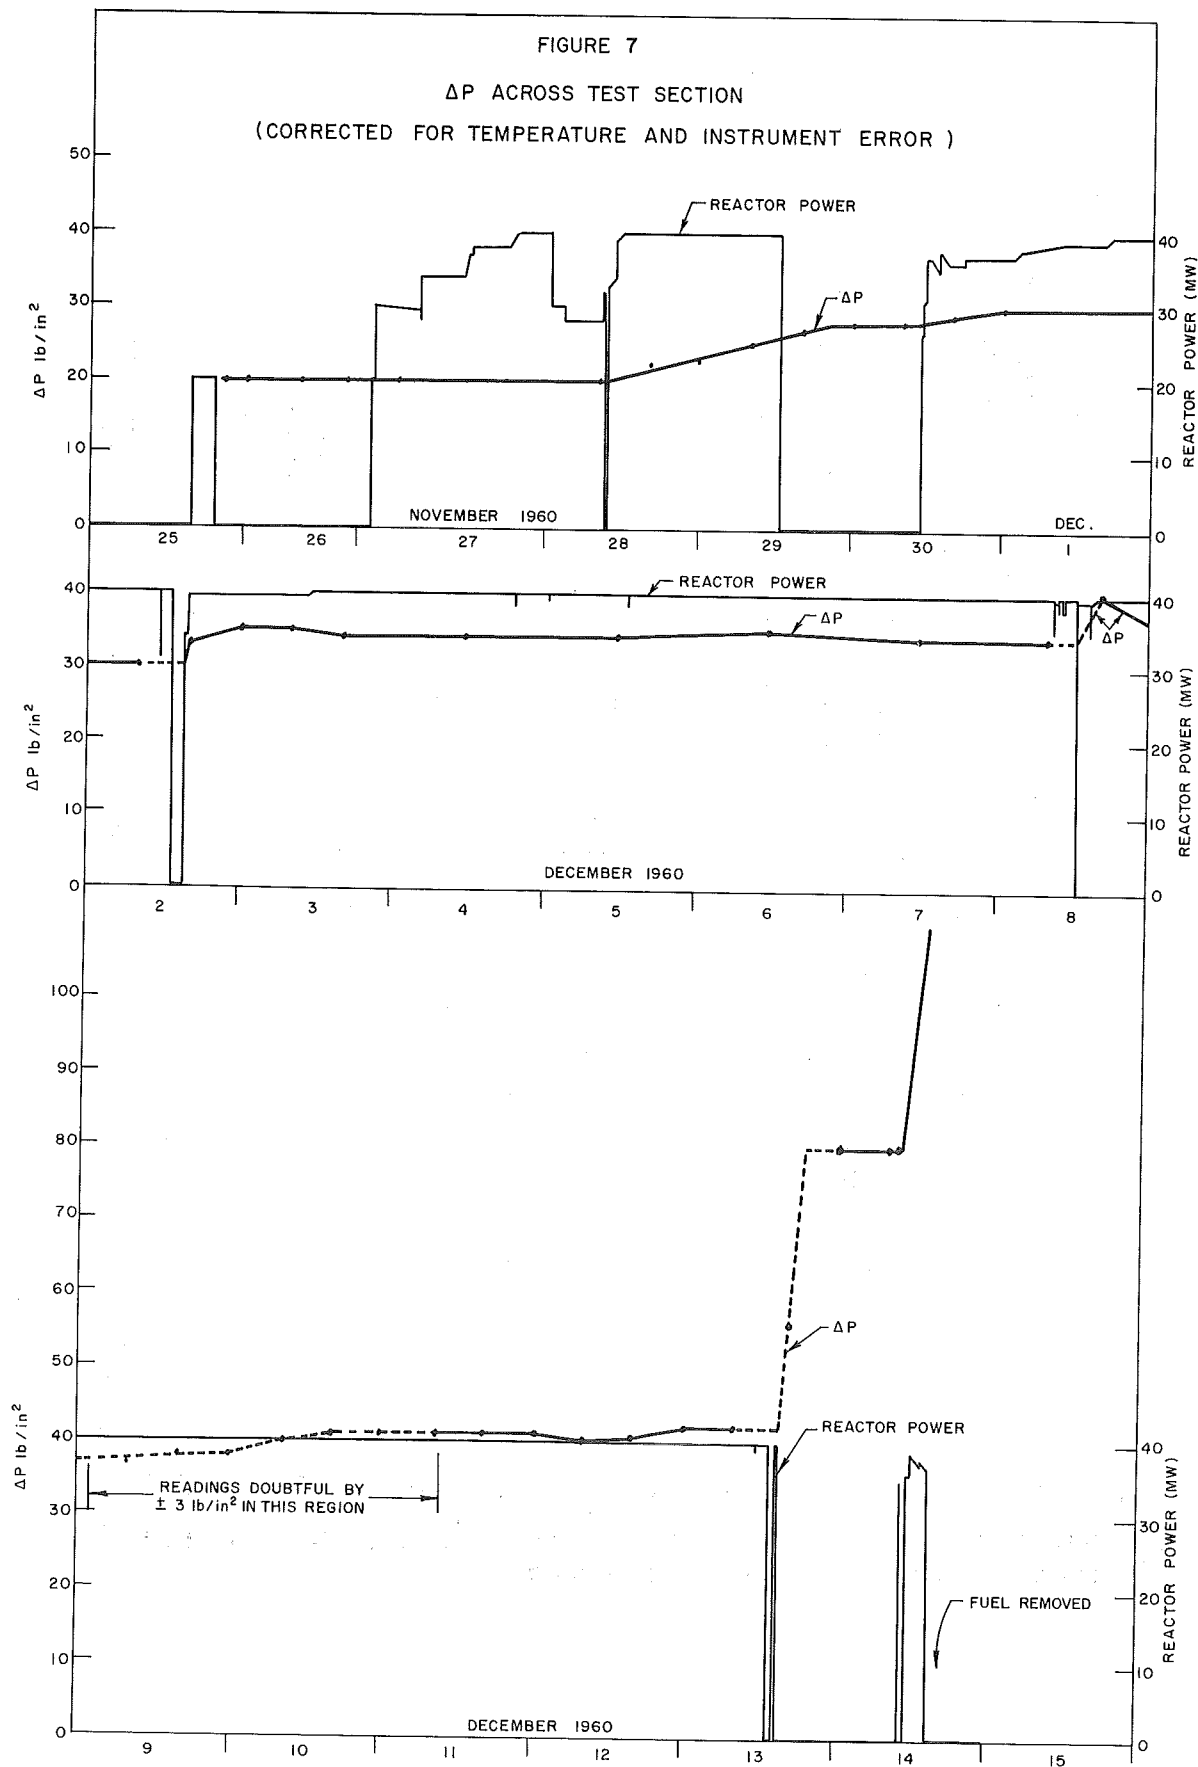 FIGURE 7
ΔP ACROSS TEST SECTION
(CORRECTED FOR TEMPERATURE AND INSTRUMENT ERROR )
50
40
30
20
10
0
ΔP lb/in²
REACTOR POWER
ΔP
40
30
20
10
0
REACTOR POWER (MW)
NOVEMBER 1960
DEC.
25
26
27
28
29
30
1
40
30
20
10
0
ΔP lb/in²
REACTOR POWER
ΔP
ΔP
40
30
20
10
0
REACTOR POWER (MW)
DECEMBER 1960
2
3
4
5
6
7
8
100
90
80
70
60
50
40
30
20
10
0
ΔP lb/in²
ΔP
REACTOR POWER
READINGS DOUBTFUL BY
± 3 lb/in² IN THIS REGION
FUEL REMOVED
40
30
20
10
0
REACTOR POWER (MW)
DECEMBER 1960
9
10
11
12
13
14
15